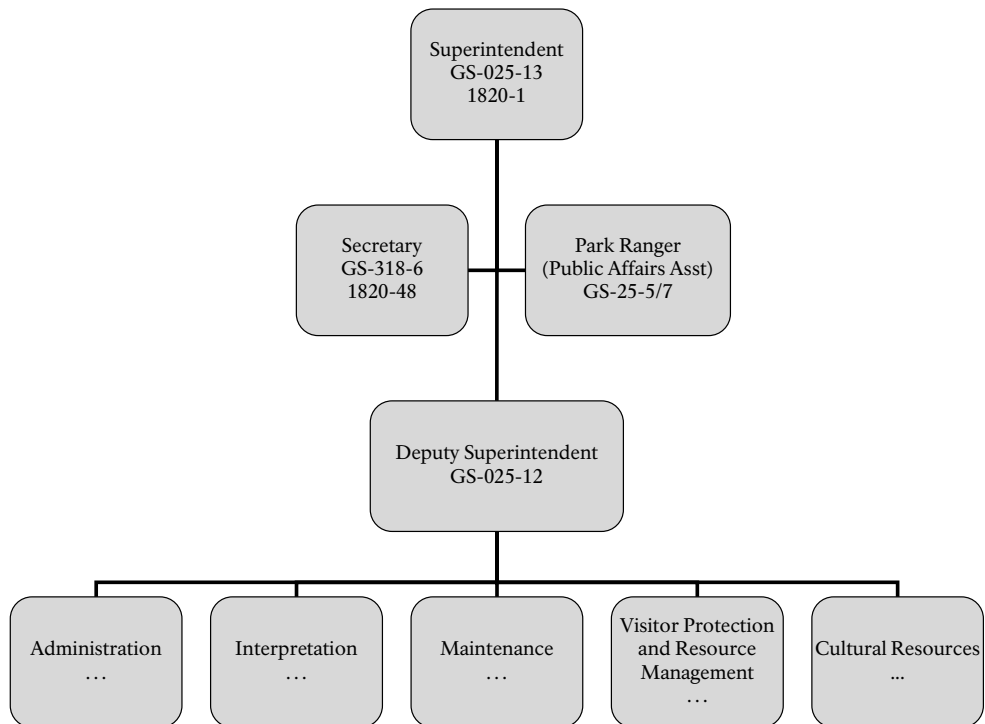 Superintendent
GS-025-13
1820-1
Secretary
GS-318-6
1820-48
Park Ranger
(Public Affairs Asst)
GS-25-5/7
Deputy Superintendent
GS-025-12
Administration
…
Interpretation
…
Maintenance
…
Visitor Protection
and Resource
Management
…
Cultural Resources
...